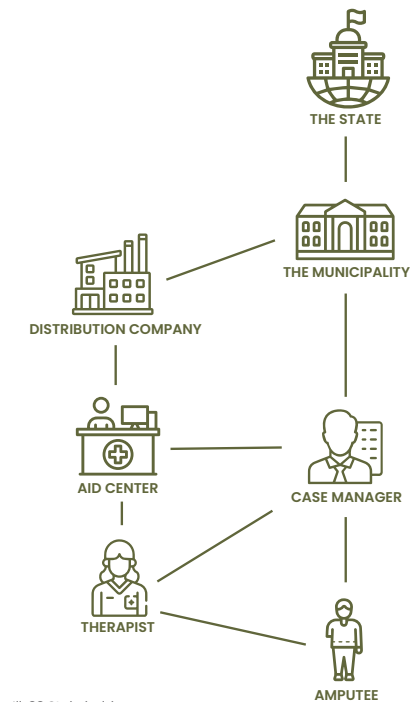 THE STATE
THE MUNICIPALITY
DISTRIBUTION COMPANY
AID CENTER
CASE MANAGER
THERAPIST
AMPUTEE